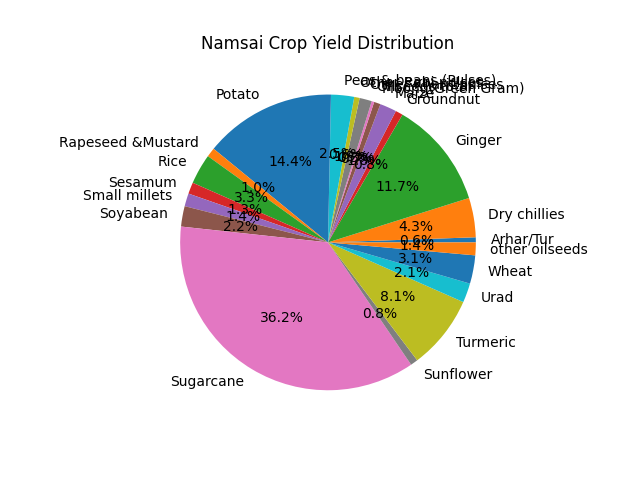 Namsai Crop Yield Distribution
Peas & beans (Pulses)
Potato
Maize
Groundnut
Ginger
Rapeseed &Mustard
Rice
Sesamum
Small millets
Soyabean
Dry chillies
Arhar/Tur
other oilseeds
Wheat
Urad
Turmeric
Sunflower
Sugarcane
14.4%
11.7%
0.8%
1.0%
3.3%
1.3%
1.4%
2.2%
4.3%
0.6%
1.4%
3.1%
2.1%
8.1%
0.8%
36.2%
2.5%